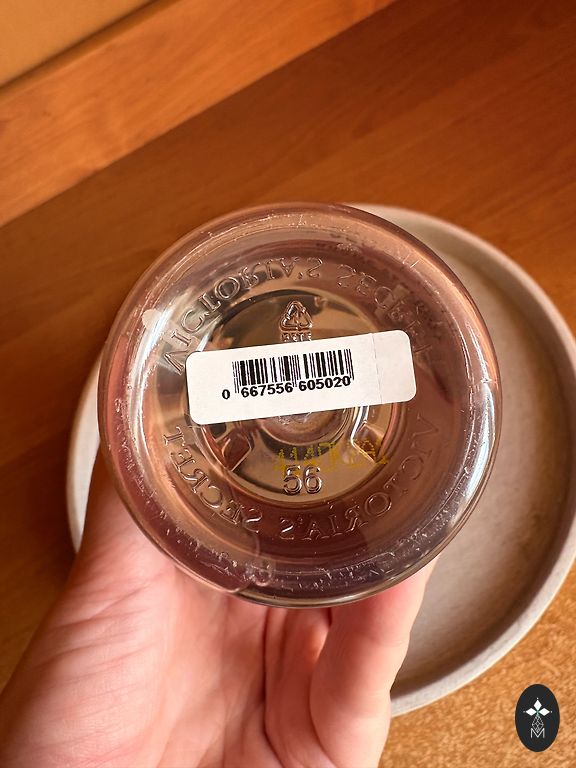 VICTORIA'S SECRET
0 667556 605020
56
VICTORIA'S SECRET
M